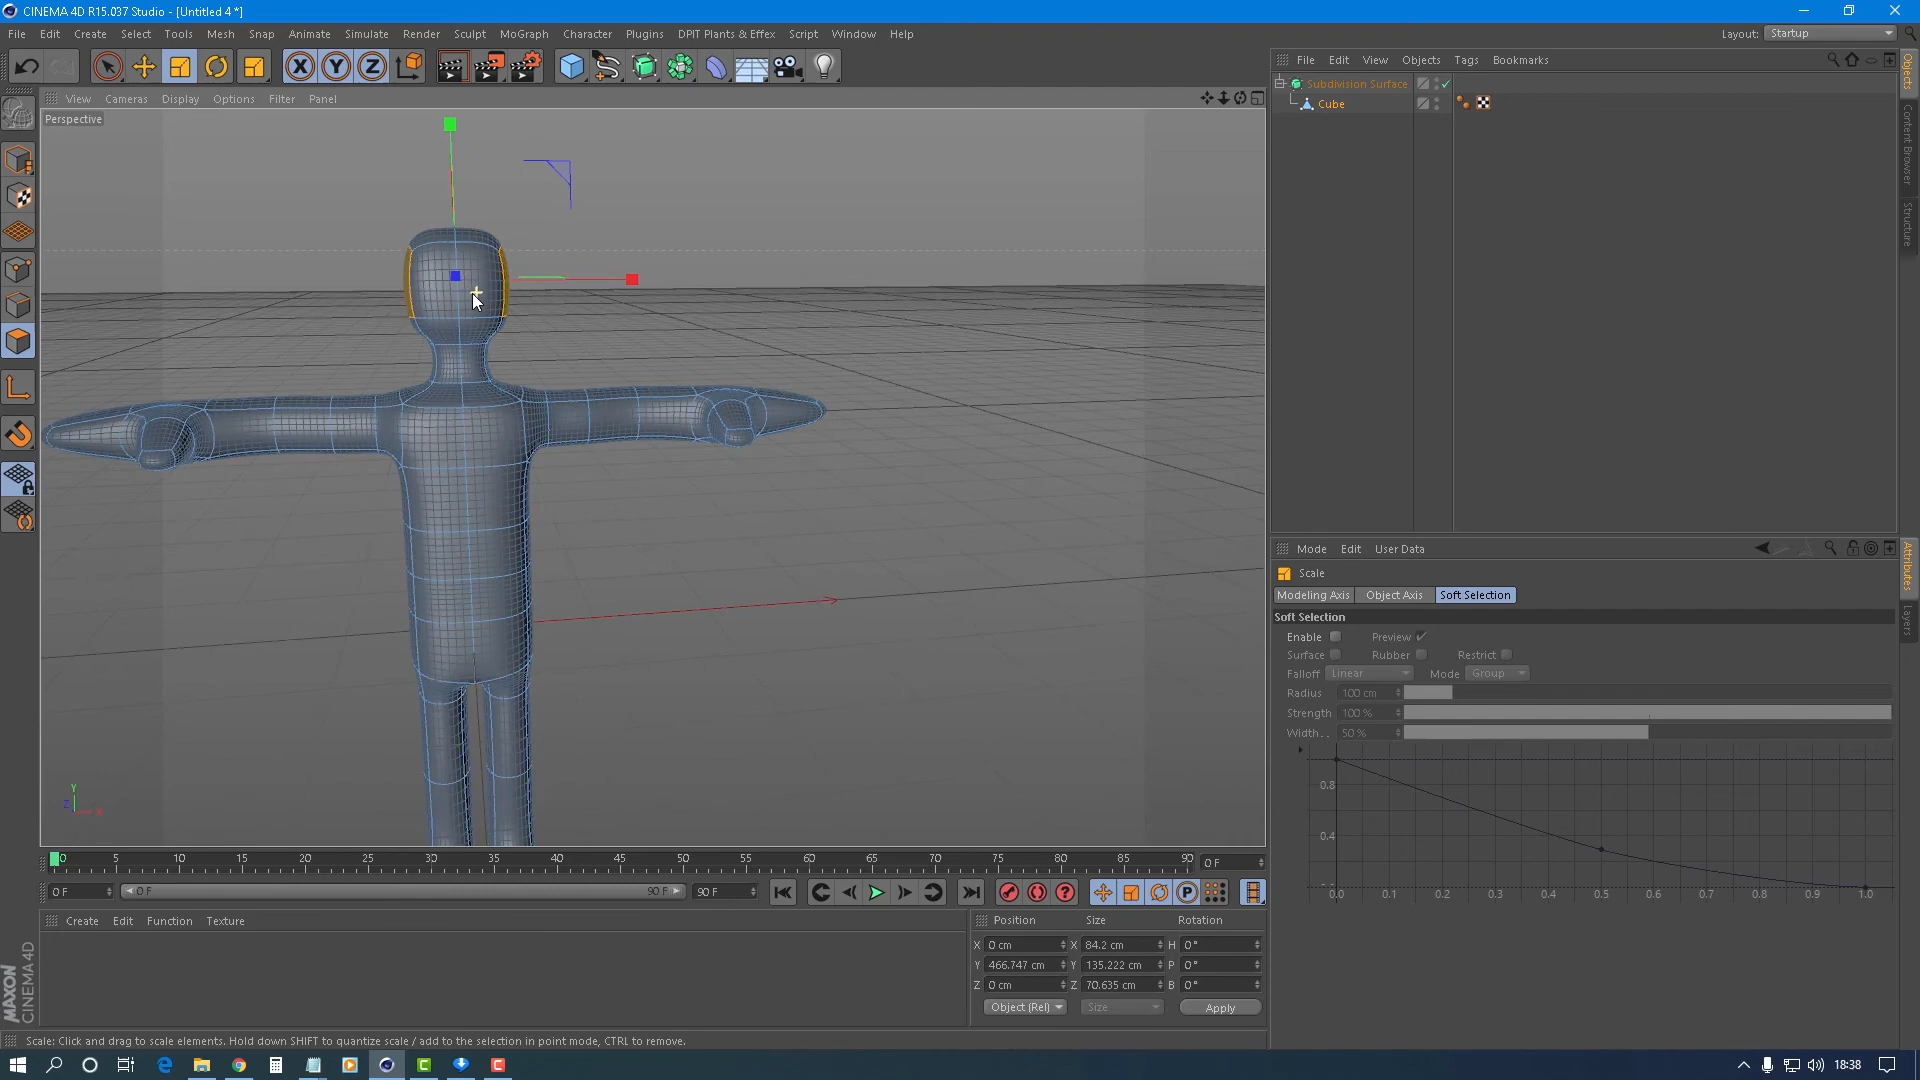 CINEMA 4D R15.037 Studio - [Untitled 4 *]
File Edit Create Select Tools Mesh Snap Animate Simulate Render Sculpt MoGraph Character Plugins DPIT Plants & Effex Script Window Help
Layout: Startup
File Edit View Objects Tags Bookmarks
View Cameras Display Options Filter Panel
Perspective
Subdivision Surface
Cube
Objects
Content Browser
Structure
Mode Edit User Data
Scale
Modeling Axis Object Axis Soft Selection
Soft Selection
Enable Preview
Surface Rubber Restrict
Falloff Linear Mode Group
Radius 100 cm
Strength 100 %
Width.. 50 %
0.8
0.4
0.0 0.1 0.2 0.3 0.4 0.5 0.6 0.7 0.8 0.9 1.0
Attributes
Layers
Y
Z X
0 5 10 15 20 25 30 35 40 45 50 55 60 65 70 75 80 85 90 0 F
0 F 0 F 90 F 90 F
Create Edit Function Texture
Position Size Rotation
X 0 cm X 84.2 cm H 0 °
Y 466.747 cm Y 135.222 cm P 0 °
Z 0 cm Z 70.635 cm B 0 °
Object (Rel) Size Apply
MAXON
CINEMA 4D
Scale: Click and drag to scale elements. Hold down SHIFT to quantize scale / add to the selection in point mode, CTRL to remove.
18:38